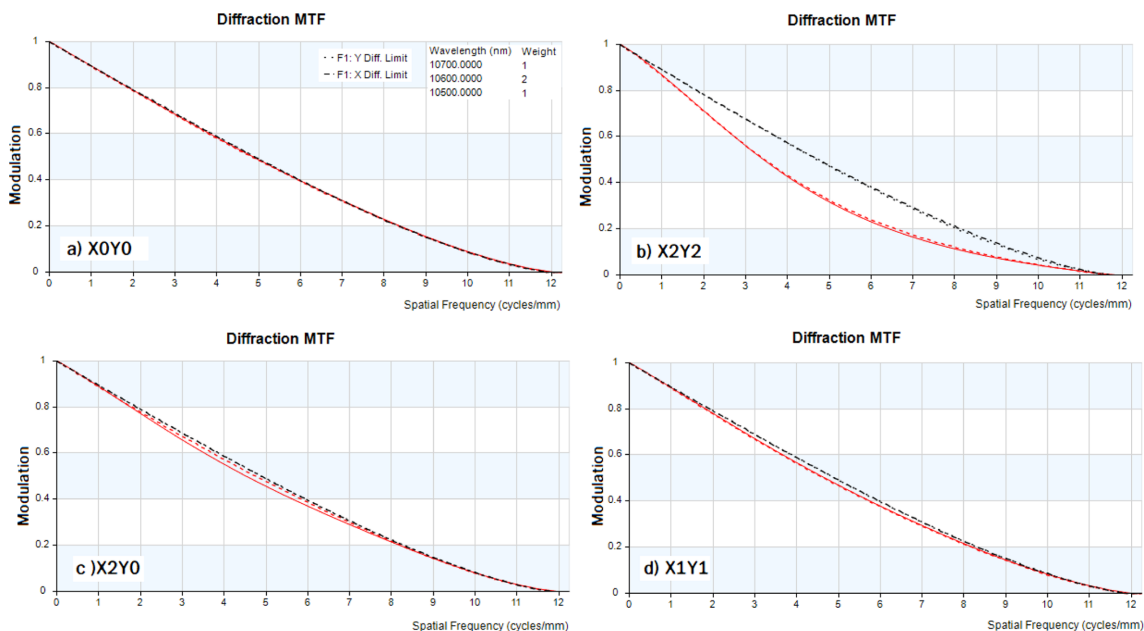 Diffraction MTF
Modulation
1
0.8
0.6
0.4
0.2
0
F1: Y Diff. Limit
F1: X Diff. Limit
Wavelength (nm) Weight
10700.0000 1
10600.0000 2
10500.0000 1
a) X0Y0
0 1 2 3 4 5 6 7 8 9 10 11 12
Spatial Frequency (cycles/mm)
Diffraction MTF
Modulation
1
0.8
0.6
0.4
0.2
0
b) X2Y2
0 1 2 3 4 5 6 7 8 9 10 11 12
Spatial Frequency (cycles/mm)
Diffraction MTF
Modulation
1
0.8
0.6
0.4
0.2
0
c )X2Y0
0 1 2 3 4 5 6 7 8 9 10 11 12
Spatial Frequency (cycles/mm)
Diffraction MTF
Modulation
1
0.8
0.6
0.4
0.2
0
d) X1Y1
0 1 2 3 4 5 6 7 8 9 10 11 12
Spatial Frequency (cycles/mm)